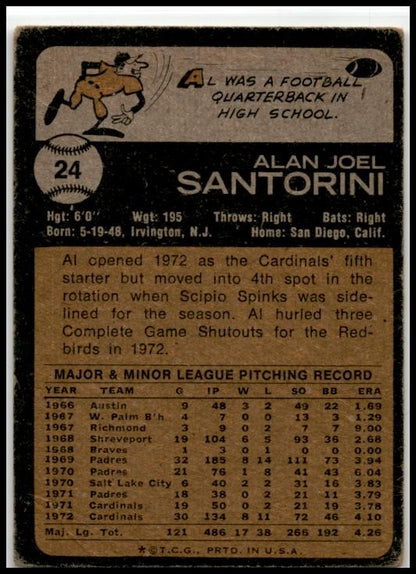 AL WAS A FOOTBALL
QUARTERBACK IN
HIGH SCHOOL.
24
ALAN JOEL
SANTORINI
Hgt: 6'0" Wgt: 195 Throws: Right Bats: Right
Born: 5-19-48, Irvington, N.J. Home: San Diego, Calif.
Al opened 1972 as the Cardinals' fifth
starter but moved into 4th spot in the
rotation when Scipio Spinks was side-
lined for the season. Al hurled three
Complete Game Shutouts for the Red-
birds in 1972.
MAJOR & MINOR LEAGUE PITCHING RECORD
YEAR TEAM G IP W L SO BB ERA
1966 Austin 9 48 3 2 49 22 1.69
1967 W. Palm B'h 4 7 0 0 13 3 1.29
1967 Richmond 3 9 0 2 7 7 9.00
1968 Shreveport 19 104 6 5 93 36 2.68
1968 Braves 1 3 0 1 0 0 0.00
1969 Padres 32 185 8 14 111 73 3.94
1970 Padres 21 76 1 8 41 43 6.04
1970 Salt Lake City 6 40 2 2 31 16 3.83
1971 Padres 18 38 0 2 21 11 3.79
1971 Cardinals 19 50 0 2 21 19 3.78
1972 Cardinals 30 134 8 11 72 46 4.10
Maj. Lg. Tot. 121 486 17 38 266 192 4.26
*©T.C.G., PRTD. IN U.S.A.